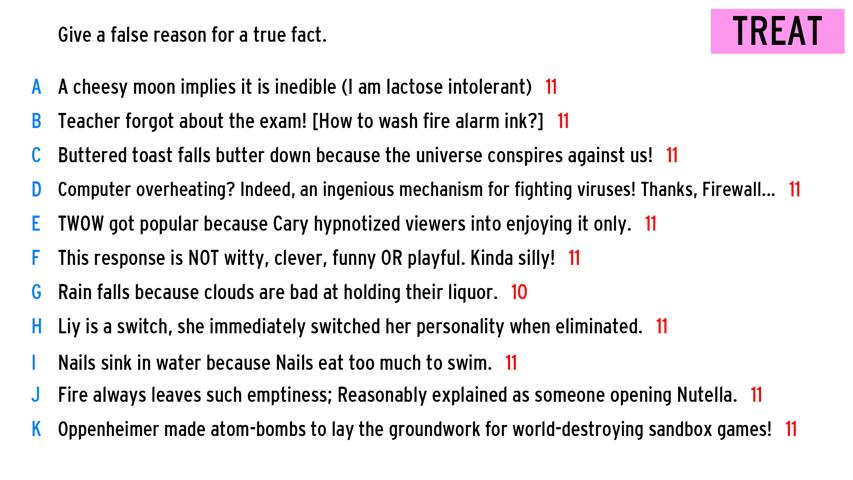 Give a false reason for a true fact.
TREAT
A A cheesy moon implies it is inedible (I am lactose intolerant) 11
B Teacher forgot about the exam! [How to wash fire alarm ink?] 11
C Buttered toast falls butter down because the universe conspires against us! 11
D Computer overheating? Indeed, an ingenious mechanism for fighting viruses! Thanks, Firewall... 11
E TWOW got popular because Cary hypnotized viewers into enjoying it only. 11
F This response is NOT witty, clever, funny OR playful. Kinda silly! 11
G Rain falls because clouds are bad at holding their liquor. 10
H Liy is a switch, she immediately switched her personality when eliminated. 11
I Nails sink in water because Nails eat too much to swim. 11
J Fire always leaves such emptiness; Reasonably explained as someone opening Nutella. 11
K Oppenheimer made atom-bombs to lay the groundwork for world-destroying sandbox games! 11